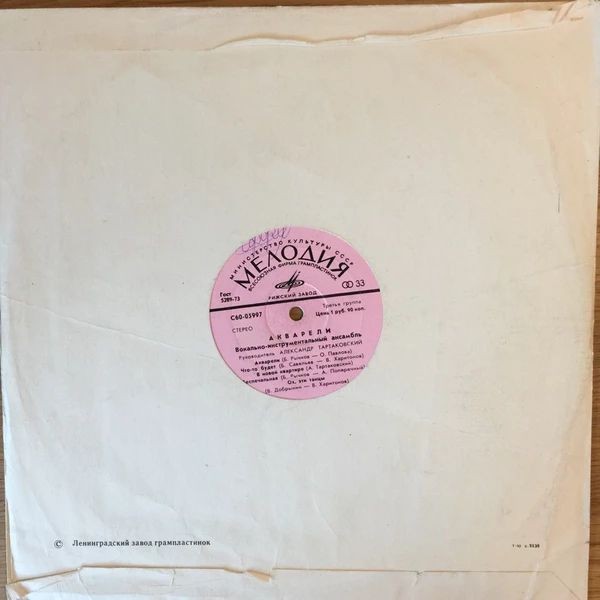 МИНИСТЕРСТВО КУЛЬТУРЫ СССР
МЕЛОДИЯ
ВСЕСОЮЗНАЯ ФИРМА ГРАМПЛАСТИНОК
Гост
5289-73
РИЖСКИЙ ЗАВОД
33
С60-05997
Третья группа
Цена 1 руб. 90 коп.
СТЕРЕО
АКВАРЕЛИ
Вокально-инструментальный ансамбль
Руководитель АЛЕКСАНДР ТАРТАКОВСКИЙ
Акварели (Б. Рычков — О. Павлова)
Что-то будет (Б. Савельев — В. Харитонов)
В новой квартире (А. Тартаковский)
Беспечальная (Б. Рычков — А. Поперечный)
Ох, эти танцы
(В. Добрынин — В. Харитонов)
© Ленинградский завод грампластинок